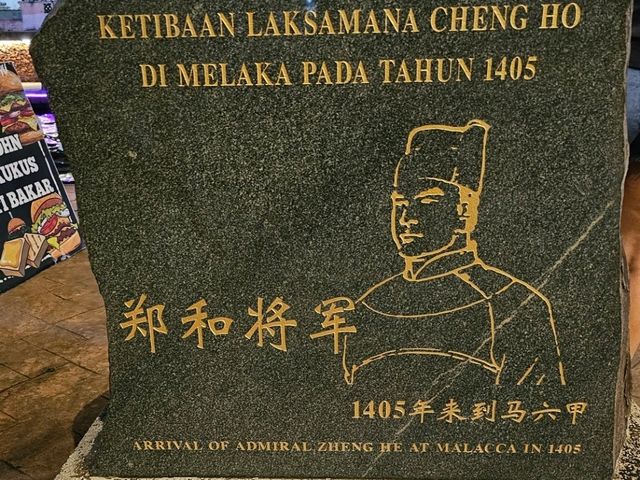 KETIBAAN LAKSAMANA CHENG HO
DI MELAKA PADA TAHUN 1405
郑和将军
1405年来到马六甲
ARRIVAL OF ADMIRAL ZHENG HE AT MALACCA IN 1405
BAKAR